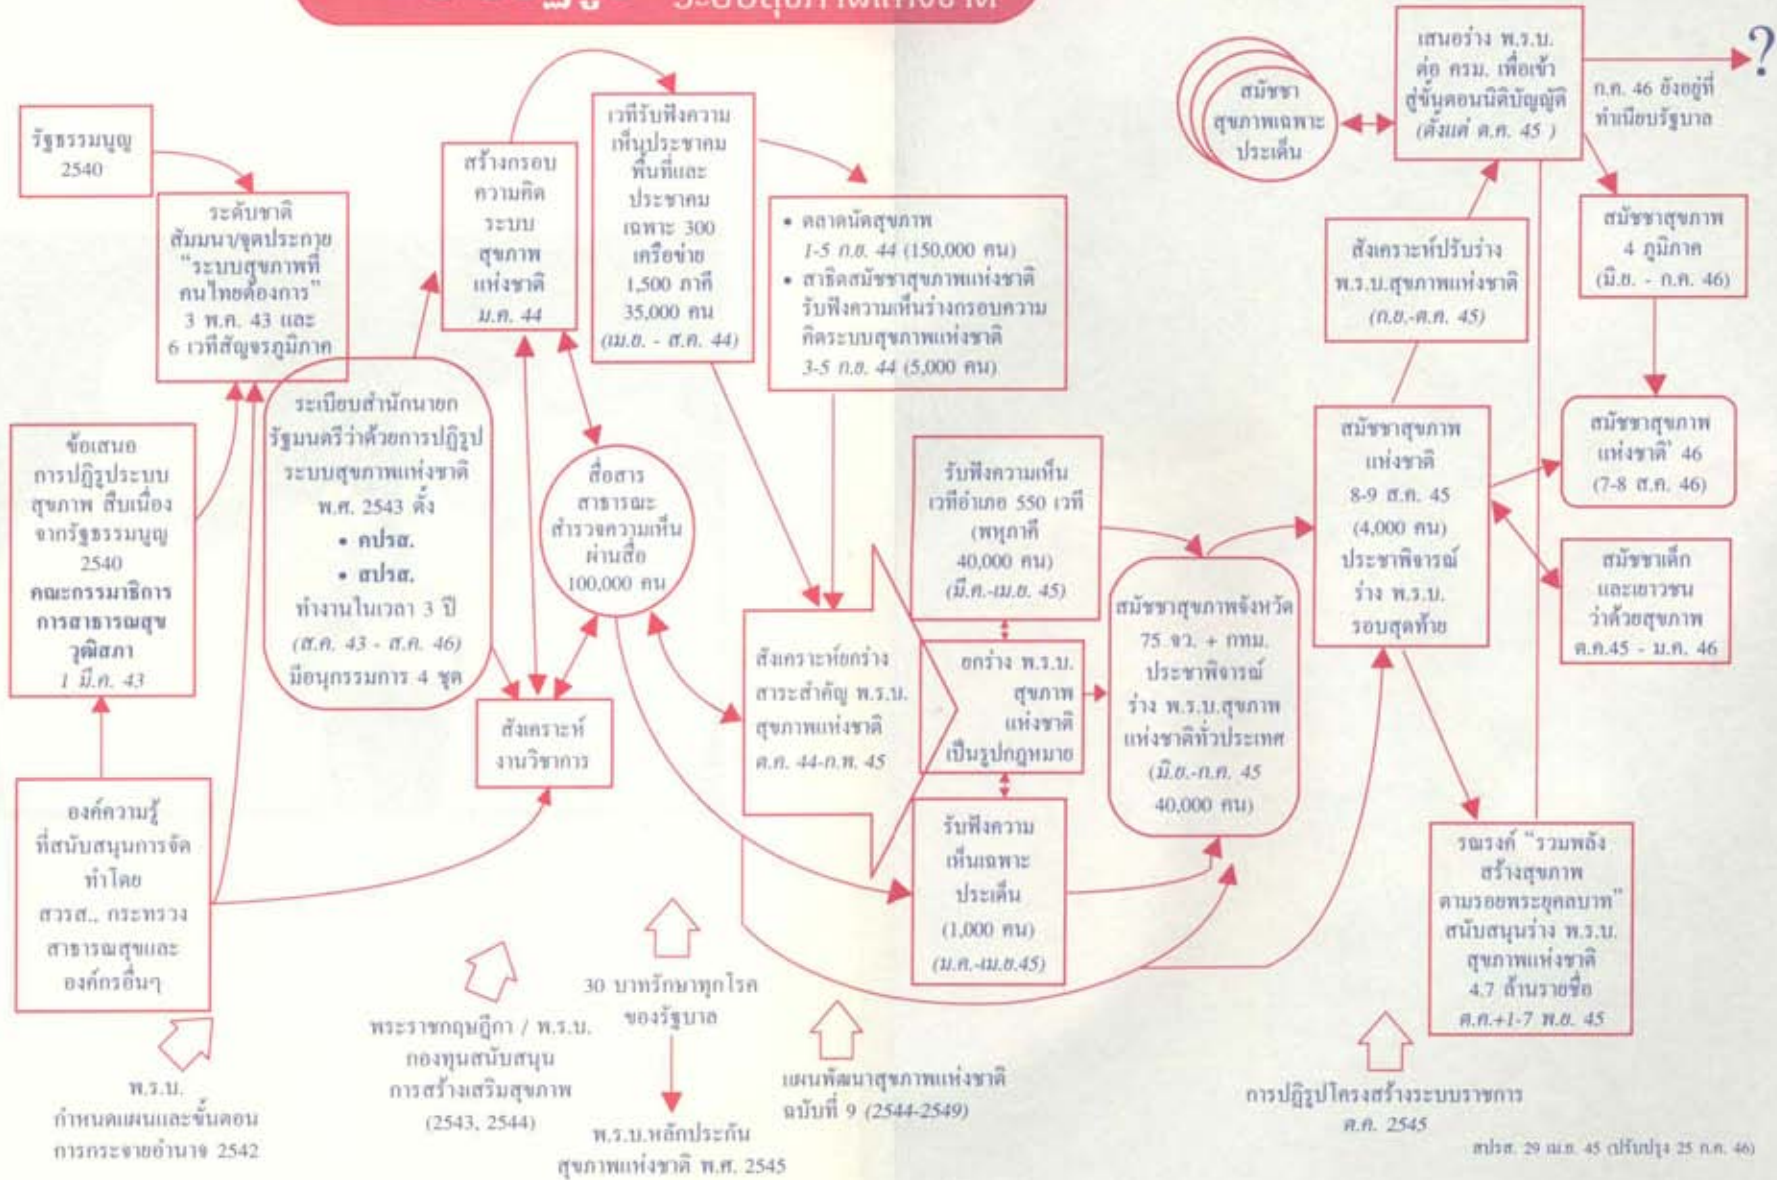 ระบบสุขภาพแห่งชาติ
รัฐธรรมนูญ
2540
ระดับชาติ
สัมมนา/จุดประกาย
“ระบบสุขภาพที่
คนไทยต้องการ”
3 พ.ค. 43 และ
6 เวทีสัญจรภูมิภาค
ข้อเสนอ
การปฏิรูประบบ
สุขภาพ สืบเนื่อง
จากรัฐธรรมนูญ
2540
คณะกรรมาธิการ
การสาธารณสุข
วุฒิสภา
1 มี.ค. 43
องค์ความรู้
ที่สนับสนุนการจัด
ทำโดย
สวรส., กระทรวง
สาธารณสุขและ
องค์กรอื่นๆ
พ.ร.บ.
กำหนดแผนและขั้นตอน
การกระจายอำนาจ 2542
ระเบียบสำนักนายก
รัฐมนตรีว่าด้วยการปฏิรูป
ระบบสุขภาพแห่งชาติ
พ.ศ. 2543 ตั้ง
• คปรส.
• สปรส.
ทำงานในเวลา 3 ปี
(ส.ค. 43 - ส.ค. 46)
มีอนุกรรมการ 4 ชุด
สร้างกรอบ
ความคิด
ระบบ
สุขภาพ
แห่งชาติ
ม.ค. 44
เวทีรับฟังความ
เห็นประชาคม
พื้นที่และ
ประชาคม
เฉพาะ 300
เครือข่าย
1,500 ภาคี
35,000 คน
(เม.ย. - ส.ค. 44)
• ตลาดนัดสุขภาพ
1-5 ก.ย. 44 (150,000 คน)
• สาธิตสมัชชาสุขภาพแห่งชาติ
รับฟังความเห็นร่างกรอบความ
คิดระบบสุขภาพแห่งชาติ
3-5 ก.ย. 44 (5,000 คน)
สื่อสาร
สาธารณะ
สำรวจความเห็น
ผ่านสื่อ
100,000 คน
สังเคราะห์
งานวิชาการ
พระราชกฤษฎีกา / พ.ร.บ.
กองทุนสนับสนุน
การสร้างเสริมสุขภาพ
(2543, 2544)
30 บาทรักษาทุกโรค
ของรัฐบาล
พ.ร.บ.หลักประกัน
สุขภาพแห่งชาติ พ.ศ. 2545
สังเคราะห์ยกร่าง
สาระสำคัญ พ.ร.บ.
สุขภาพแห่งชาติ
ต.ค. 44-ก.พ. 45
รับฟังความเห็น
เวทีอำเภอ 550 เวที
(พหุภาคี
40,000 คน)
(มี.ค.-เม.ย. 45)
ยกร่าง พ.ร.บ.
สุขภาพ
แห่งชาติ
เป็นรูปกฎหมาย
รับฟังความ
เห็นเฉพาะ
ประเด็น
(1,000 คน)
(ม.ค.-เม.ย.45)
แผนพัฒนาสุขภาพแห่งชาติ
ฉบับที่ 9 (2544-2549)
สมัชชาสุขภาพจังหวัด
75 จว. + กทม.
ประชาพิจารณ์
ร่าง พ.ร.บ.สุขภาพ
แห่งชาติทั่วประเทศ
(มิ.ย.-ก.ค. 45
40,000 คน)
สมัชชา
สุขภาพเฉพาะ
ประเด็น
เสนอร่าง พ.ร.บ.
ต่อ ครม. เพื่อเข้า
สู่ขั้นตอนนิติบัญญัติ
(ตั้งแต่ ต.ค. 45 )
?
ก.ค. 46 ยังอยู่ที่
ทำเนียบรัฐบาล
สังเคราะห์ปรับร่าง
พ.ร.บ.สุขภาพแห่งชาติ
(ก.ย.-ต.ค. 45)
สมัชชาสุขภาพ
4 ภูมิภาค
(มิ.ย. - ก.ค. 46)
สมัชชาสุขภาพ
แห่งชาติ
8-9 ส.ค. 45
(4,000 คน)
ประชาพิจารณ์
ร่าง พ.ร.บ.
รอบสุดท้าย
สมัชชาสุขภาพ
แห่งชาติ' 46
(7-8 ส.ค. 46)
สมัชชาเด็ก
และเยาวชน
ว่าด้วยสุขภาพ
ต.ค.45 - ม.ค. 46
รณรงค์ “รวมพลัง
สร้างสุขภาพ
ตามรอยพระยุคลบาท”
สนับสนุนร่าง พ.ร.บ.
สุขภาพแห่งชาติ
4.7 ล้านรายชื่อ
ต.ค.+1-7 พ.ย. 45
การปฏิรูปโครงสร้างระบบราชการ
ต.ค. 2545
สปรส. 29 เม.ย. 45 (ปรับปรุง 25 ก.ค. 46)